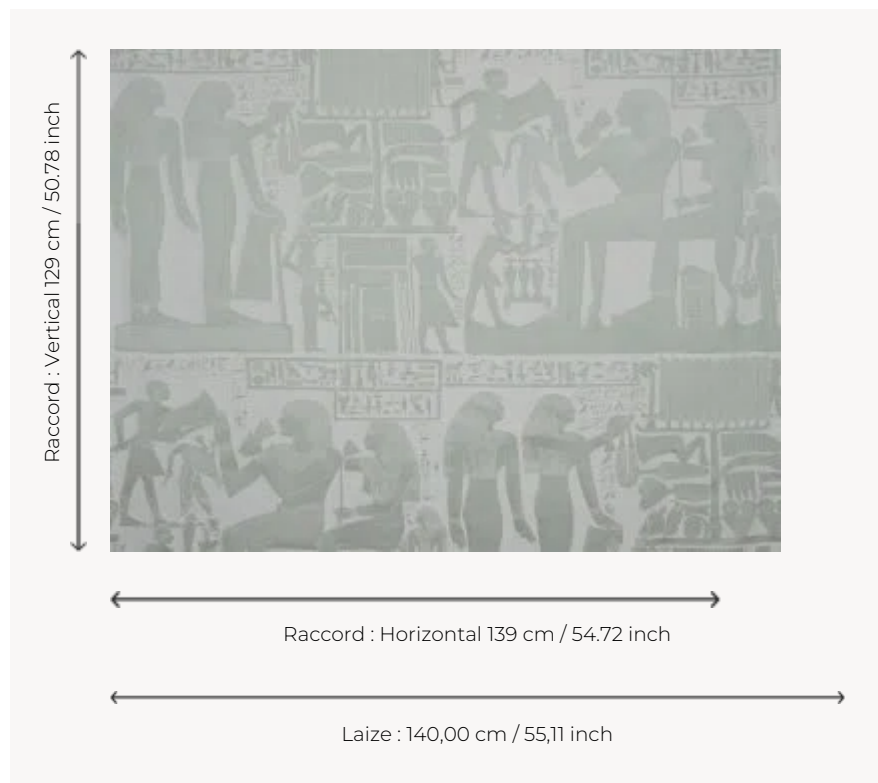 Raccord : Vertical 129 cm / 50.78 inch
Raccord : Horizontal 139 cm / 54.72 inch
Laize : 140,00 cm / 55,11 inch